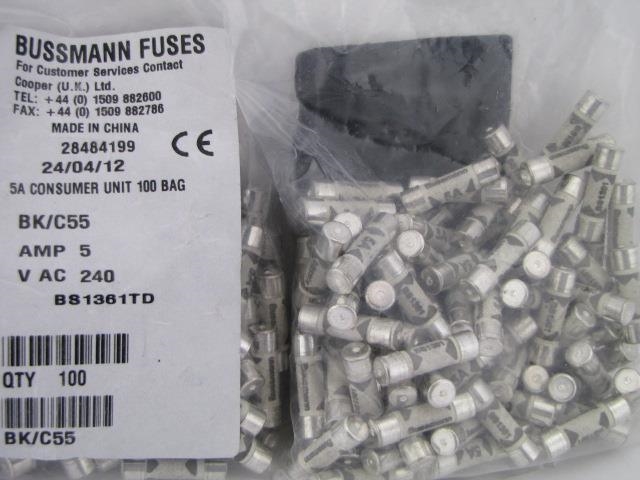 BUSSMANN FUSES
For Customer Services Contact
Cooper (U.K.) Ltd.
TEL: +44 (0) 1509 882600
FAX: +44 (0) 1509 882786
MADE IN CHINA
28484199 CE
24/04/12
5A CONSUMER UNIT 100 BAG
BK/C55
AMP 5
V AC 240
BS1361TD
QTY 100
BK/C55